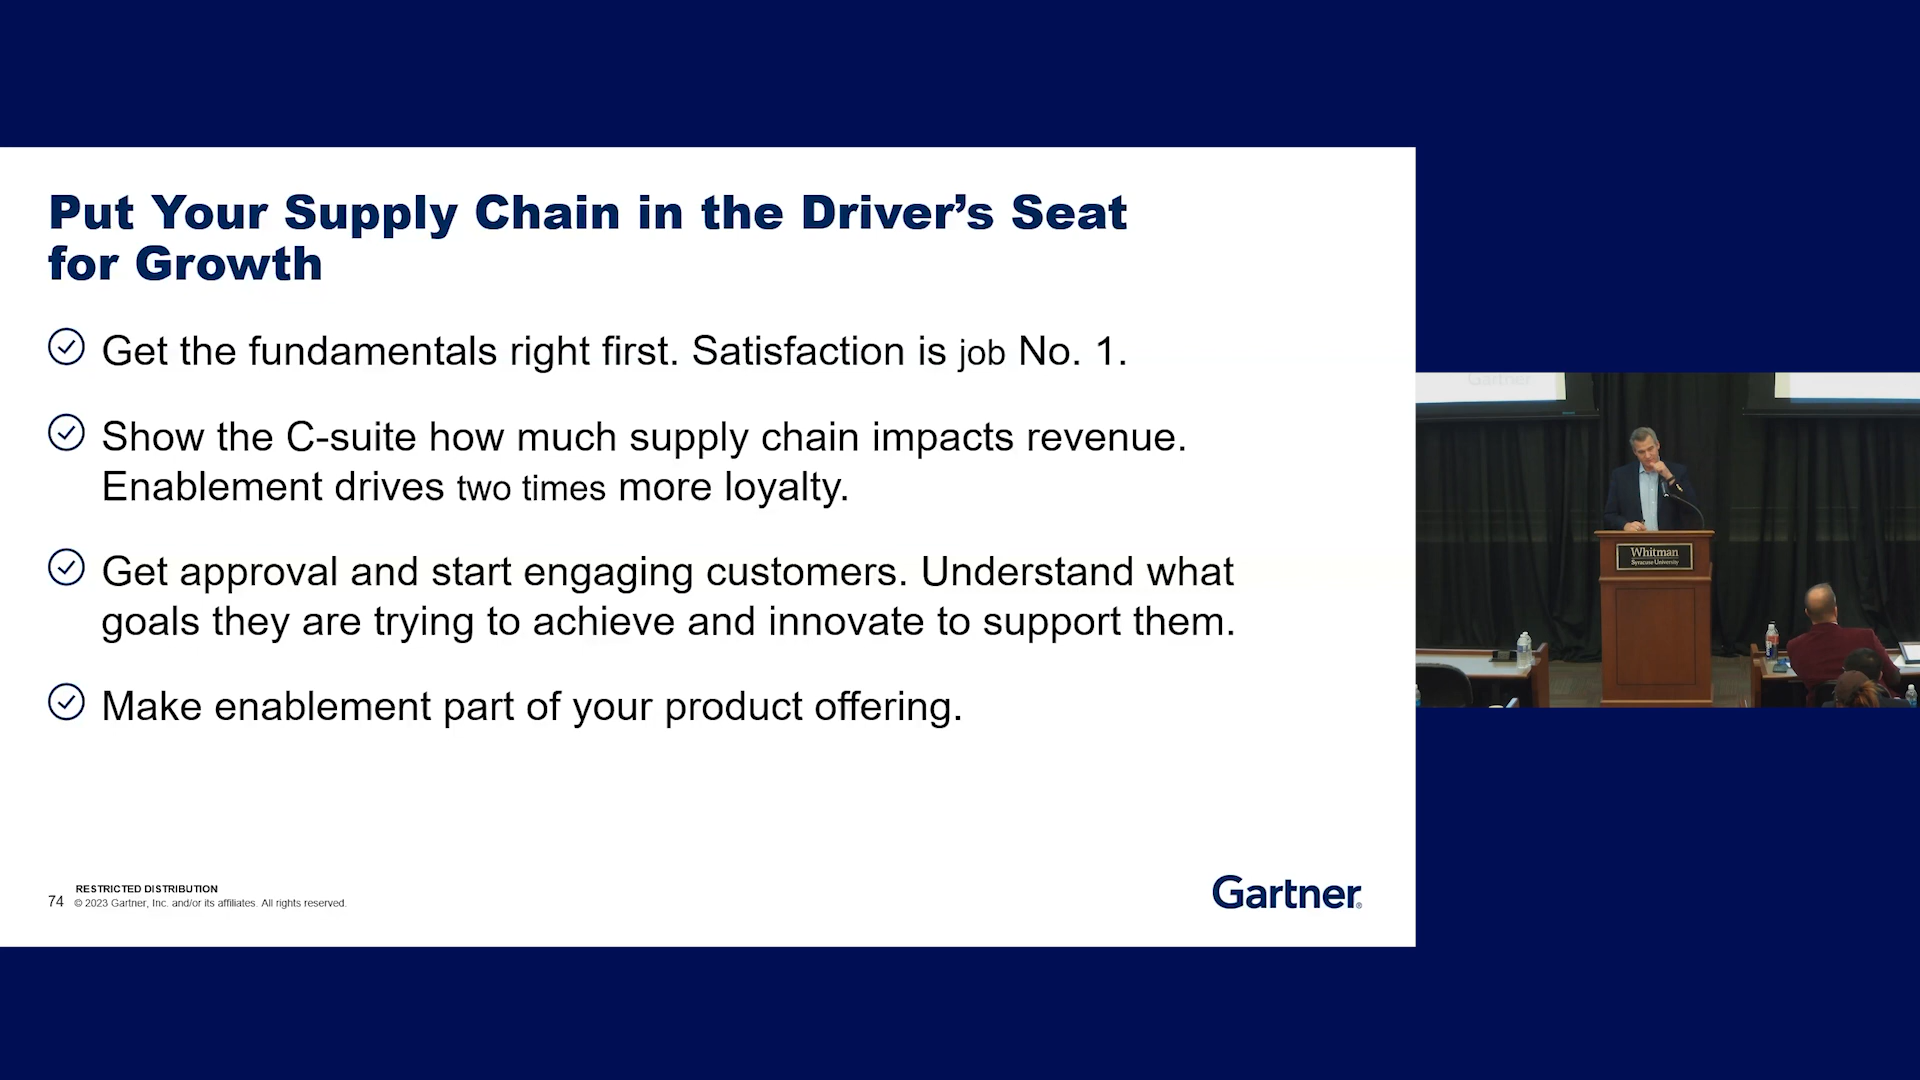 Put Your Supply Chain in the Driver’s Seat
for Growth
Get the fundamentals right first. Satisfaction is job No. 1.
Show the C-suite how much supply chain impacts revenue.
Enablement drives two times more loyalty.
Get approval and start engaging customers. Understand what
goals they are trying to achieve and innovate to support them.
Make enablement part of your product offering.
74
RESTRICTED DISTRIBUTION
© 2023 Gartner, Inc. and/or its affiliates. All rights reserved.
Gartner®
Gartner
Whitman
Syracuse University